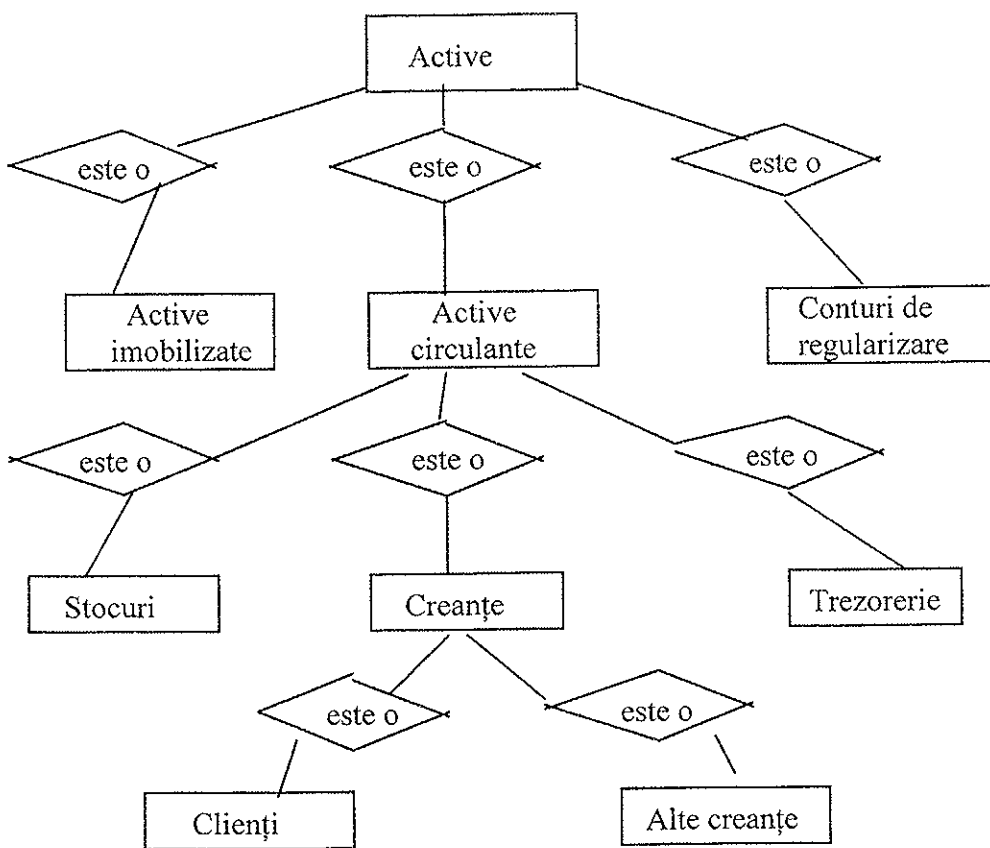 Active
este o
este o
este o
Active
imobilizate
Active
circulante
Conturi de
regularizare
este o
este o
este o
Stocuri
Creanțe
Trezorerie
este o
este o
Clienți
Alte creanțe